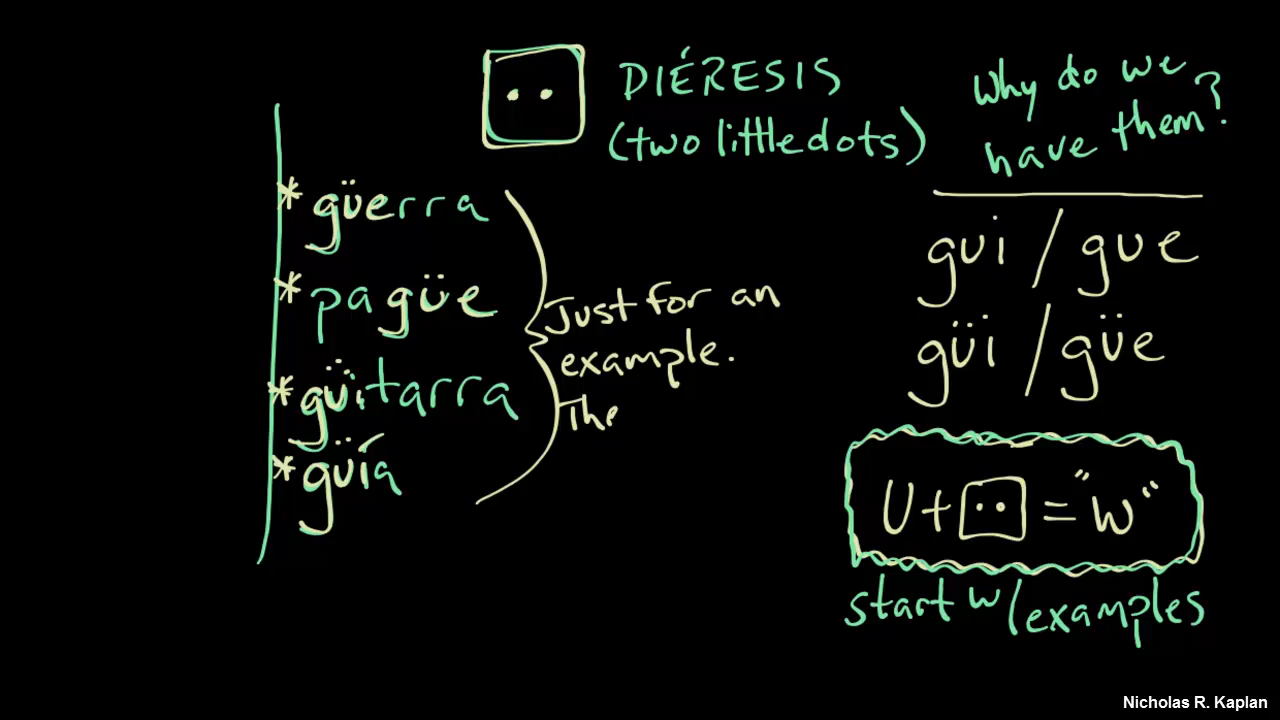 DIÉRESIS
(two little dots)
Why do we
have them?
* güerra
* pagüe
* güitarra
* güía
Just for an
example.
The
gui / gue
güi / güe
U + .. = "w"
start w/examples
Nicholas R. Kaplan